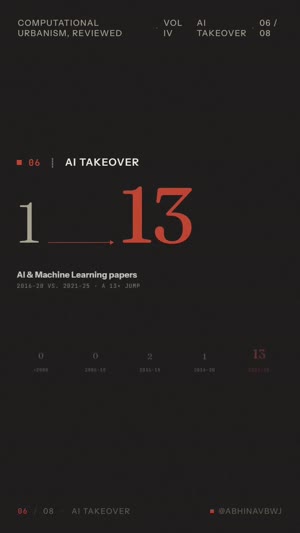 COMPUTATIONAL URBANISM, REVIEWED
VOL IV
AI TAKEOVER
06 / 08
06 | AI TAKEOVER
1 → 13
AI & Machine Learning papers
2016-20 VS. 2021-25 · A 13× JUMP
0 0 2 1 13
06 / 08 · AI TAKEOVER
@ABHINAVBWJ